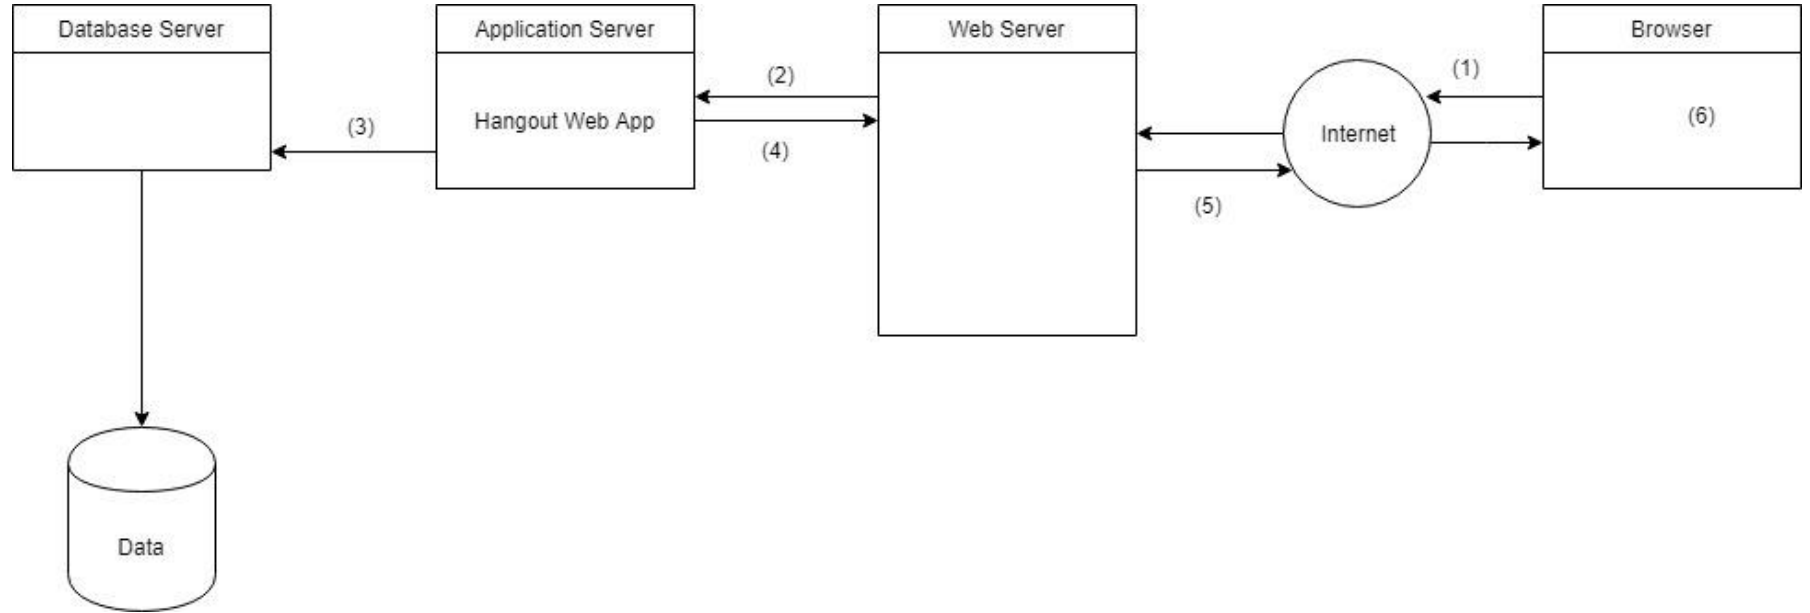 Database Server
Application Server
Web Server
Browser
(1)
(2)
(6)
Hangout Web App
(3)
Internet
(4)
(5)
Data